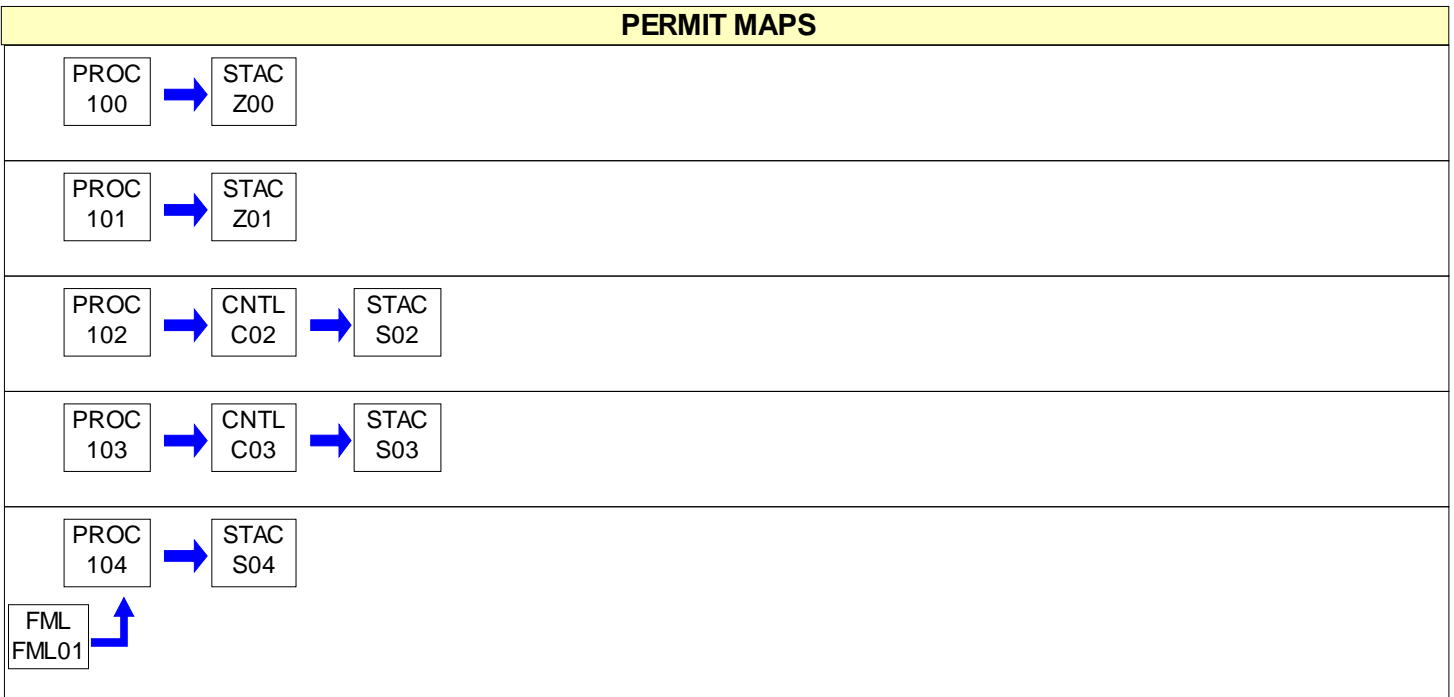 PERMIT MAPS
PROC
100
STAC
Z00
PROC
101
STAC
Z01
PROC
102
CNTL
C02
STAC
S02
PROC
103
CNTL
C03
STAC
S03
PROC
104
STAC
S04
FML
FML01